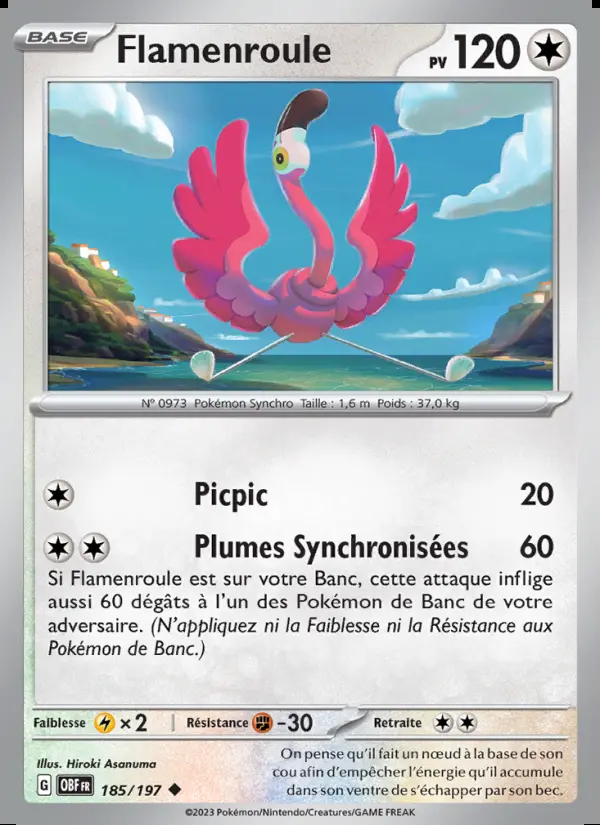 BASE
Flamenroule
PV 120
N° 0973 Pokémon Synchro Taille : 1,6 m Poids : 37,0 kg
Picpic 20
Plumes Synchronisées 60
Si Flamenroule est sur votre Banc, cette attaque inflige
aussi 60 dégâts à l'un des Pokémon de Banc de votre
adversaire. (N'appliquez ni la Faiblesse ni la Résistance aux
Pokémon de Banc.)
Faiblesse ×2 Résistance -30 Retraite
Illus. Hiroki Asanuma
G OBF FR 185/197
On pense qu'il fait un nœud à la base de son
cou afin d'empêcher l'énergie qu'il accumule
dans son ventre de s'échapper par son bec.
©2023 Pokémon/Nintendo/Creatures/GAME FREAK